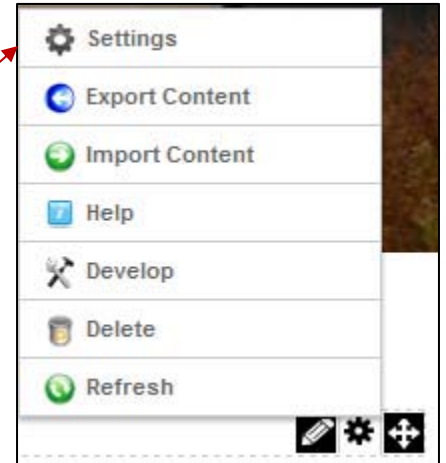 Settings
Export Content
Import Content
Help
Develop
Delete
Refresh